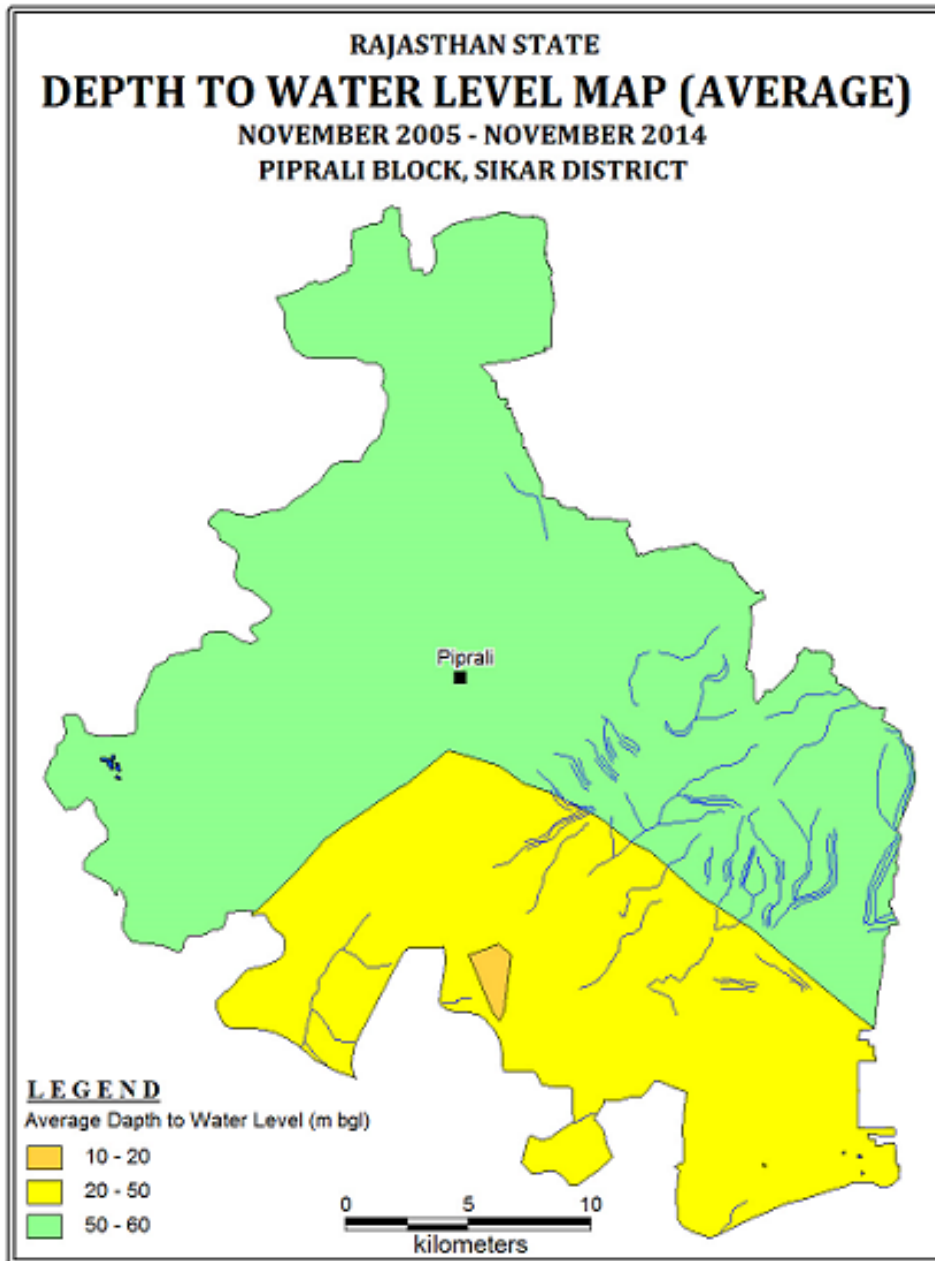 RAJASTHAN STATE
DEPTH TO WATER LEVEL MAP (AVERAGE)
NOVEMBER 2005 - NOVEMBER 2014
PIPRALI BLOCK, SIKAR DISTRICT
Piprali
LEGEND
Average Dapth to Water Level (m bgl)
10 - 20
20 - 50
50 - 60
0 5 10
kilometers